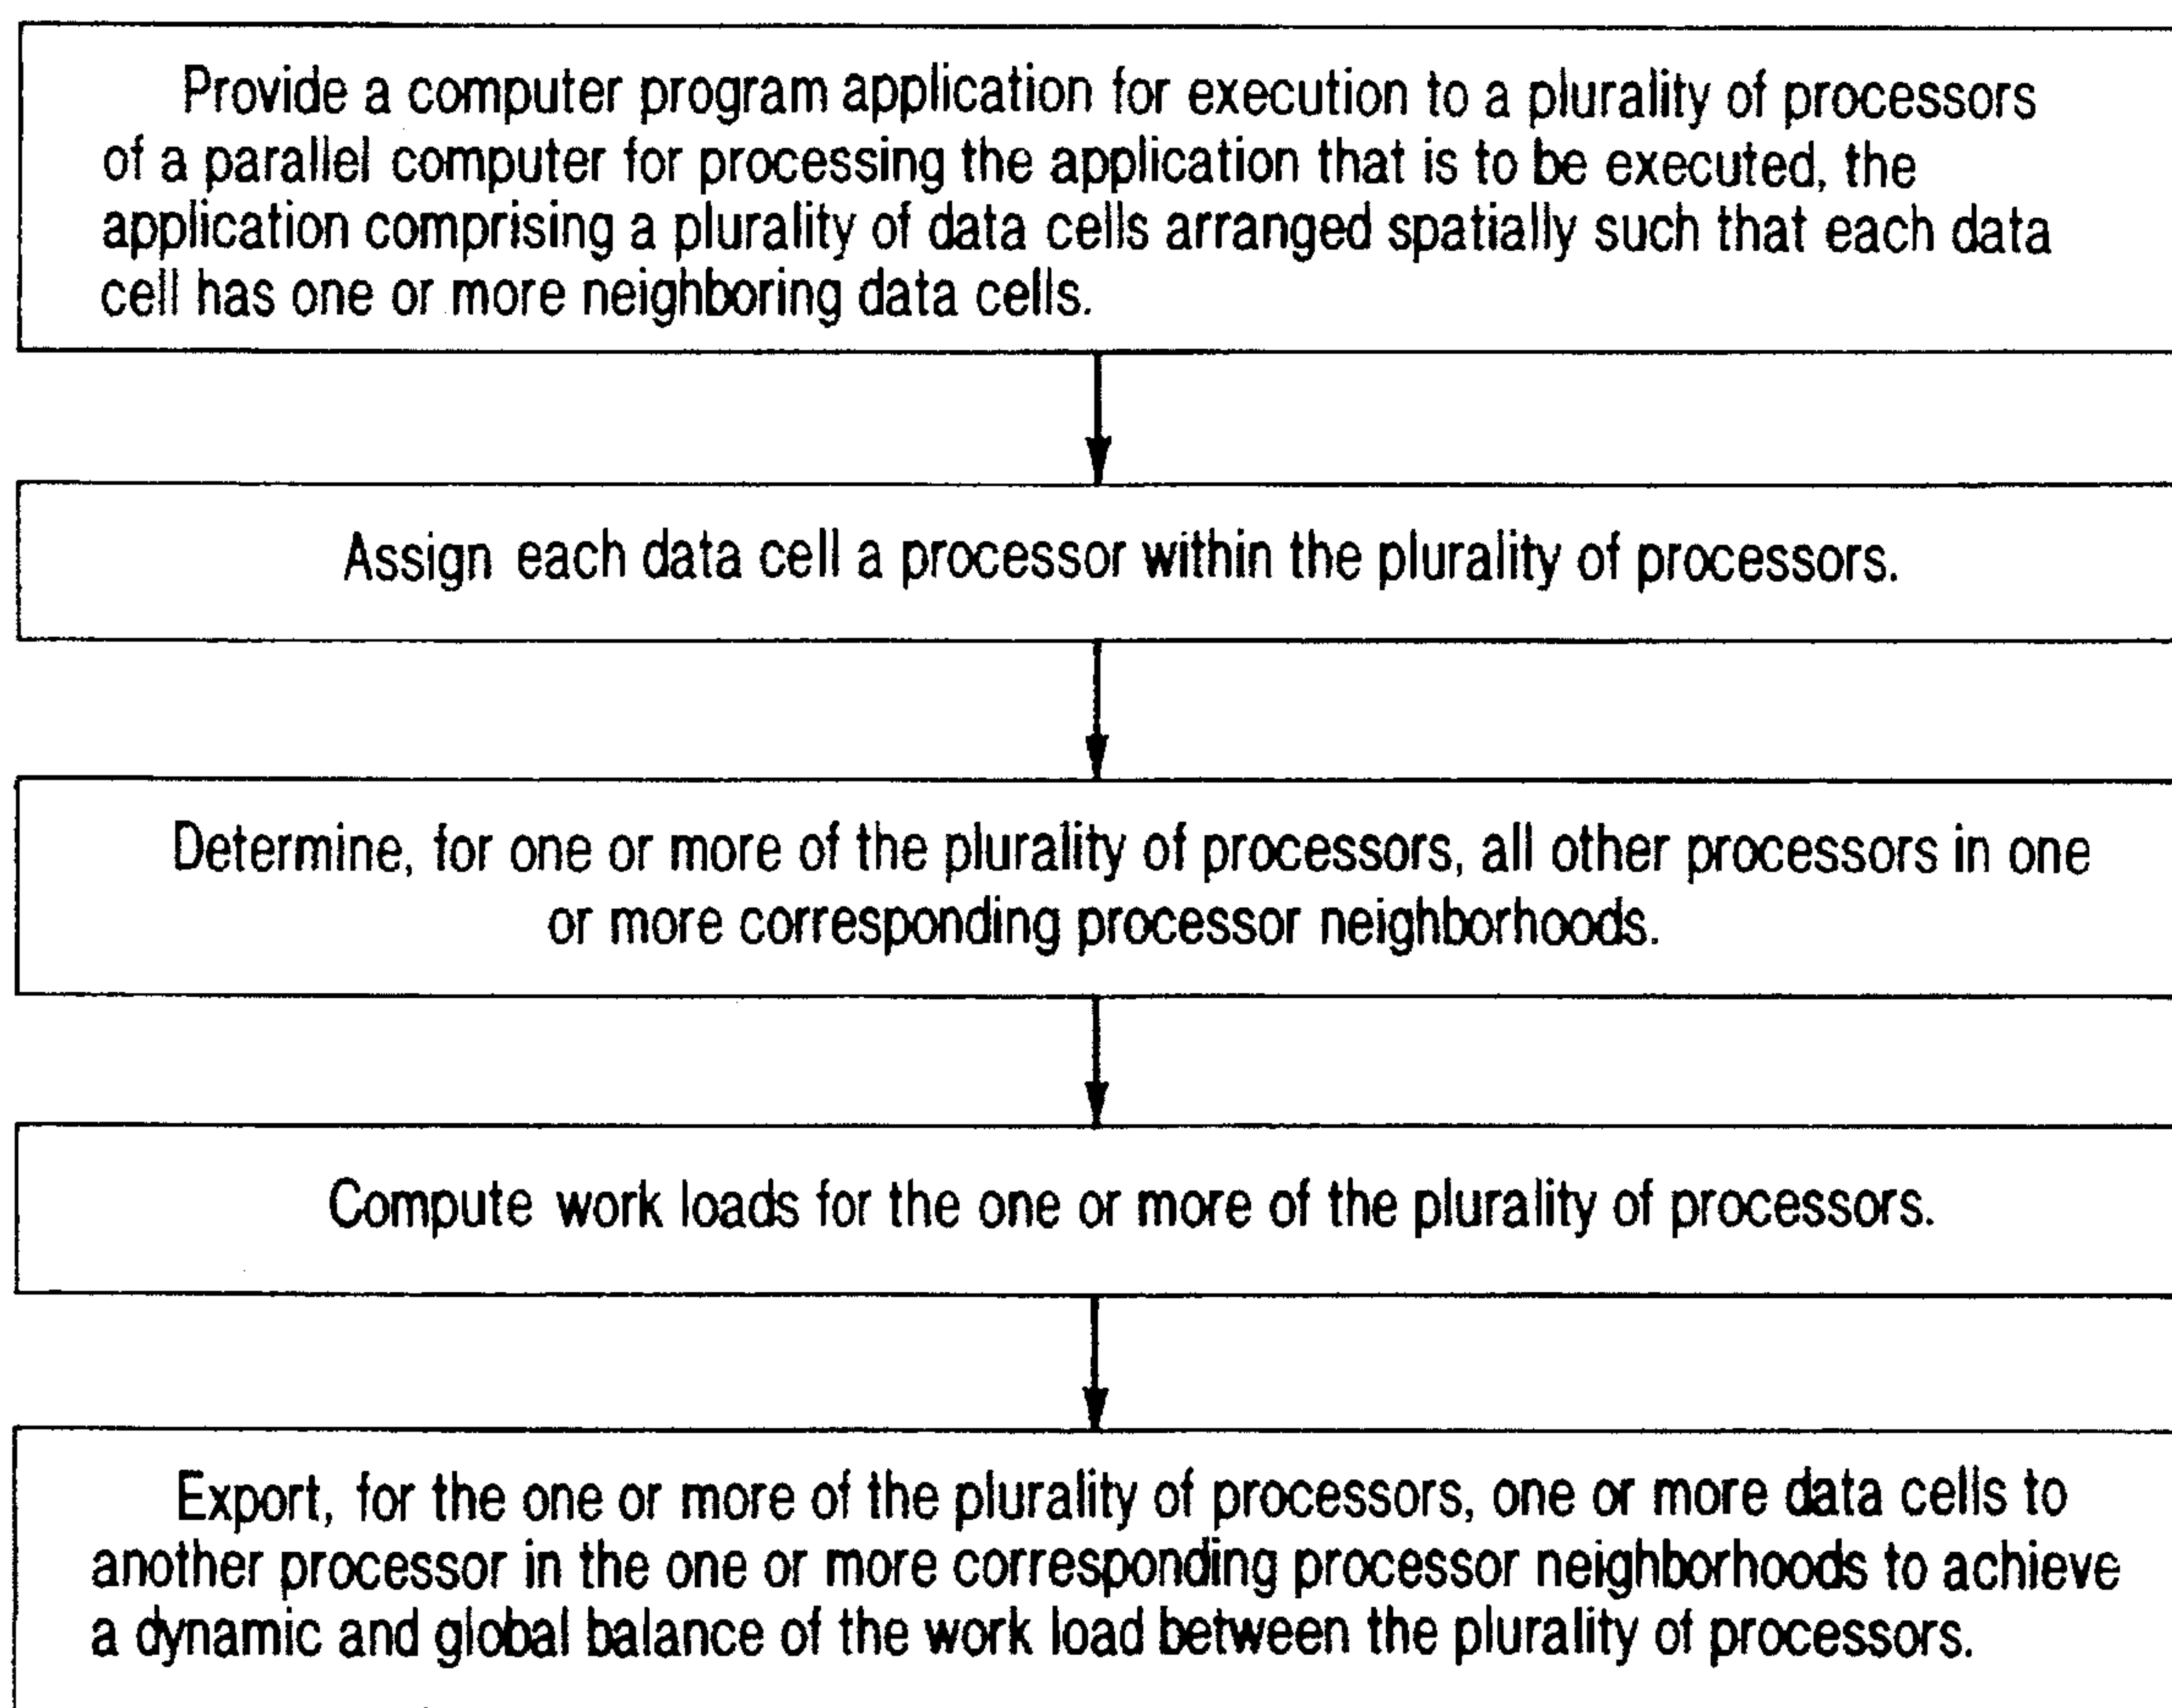 Provide a computer program application for execution to a plurality of processors
of a parallel computer for processing the application that is to be executed, the
application comprising a plurality of data cells arranged spatially such that each data
cell has one or more neighboring data cells.
Assign each data cell a processor within the plurality of processors.
Determine, for one or more of the plurality of processors, all other processors in one
or more corresponding processor neighborhoods.
Compute work loads for the one or more of the plurality of processors.
Export, for the one or more of the plurality of processors, one or more data cells to
another processor in the one or more corresponding processor neighborhoods to achieve
a dynamic and global balance of the work load between the plurality of processors.